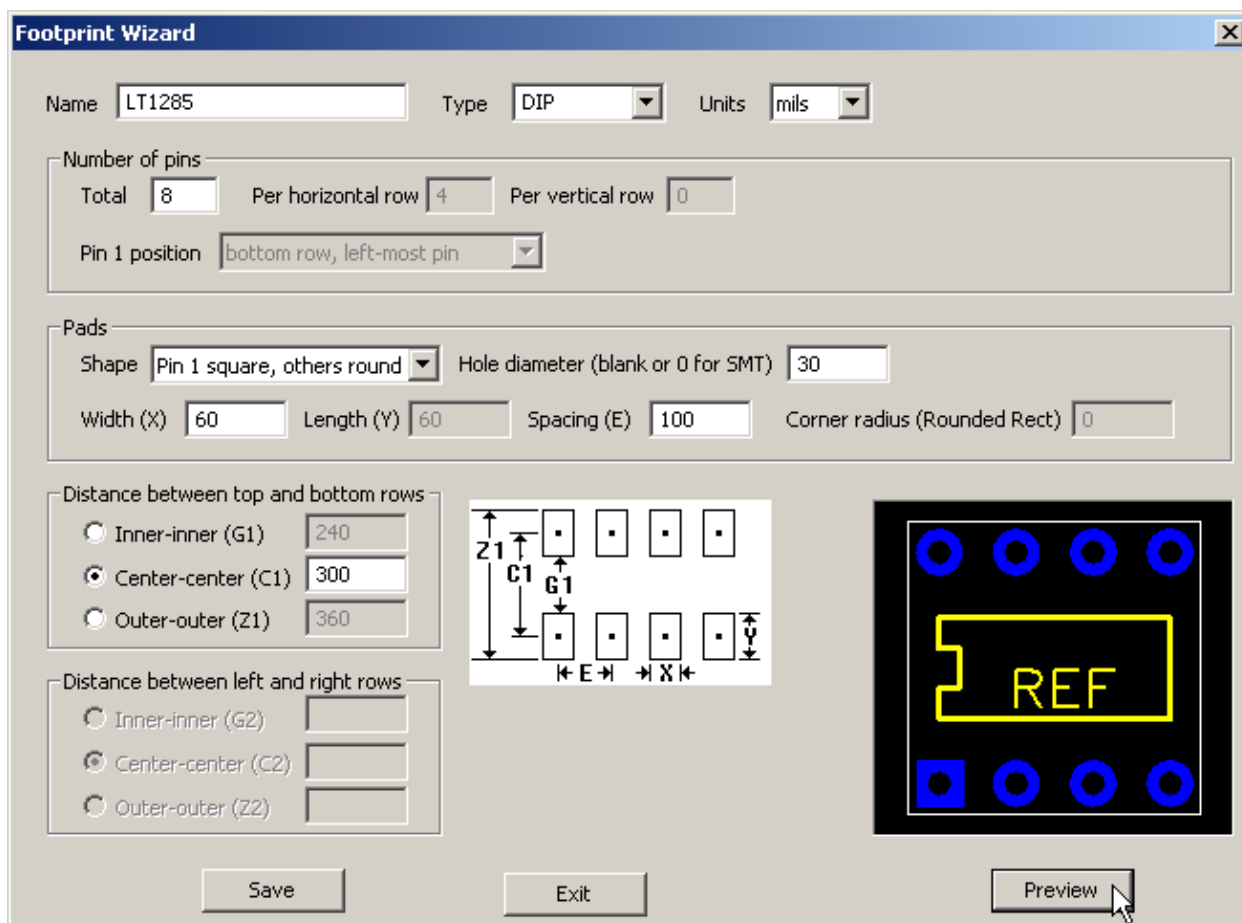 Footprint Wizard
Name LT1285 Type DIP Units mils
Number of pins
Total 8 Per horizontal row 4 Per vertical row 0
Pin 1 position bottom row, left-most pin
Pads
Shape Pin 1 square, others round Hole diameter (blank or 0 for SMT) 30
Width (X) 60 Length (Y) 60 Spacing (E) 100 Corner radius (Rounded Rect) 0
Distance between top and bottom rows
Inner-inner (G1) 240
Center-center (C1) 300
Outer-outer (Z1) 360
Z1 C1 G1 Y
E X
REF
Distance between left and right rows
Inner-inner (G2)
Center-center (C2)
Outer-outer (Z2)
Save Exit Preview